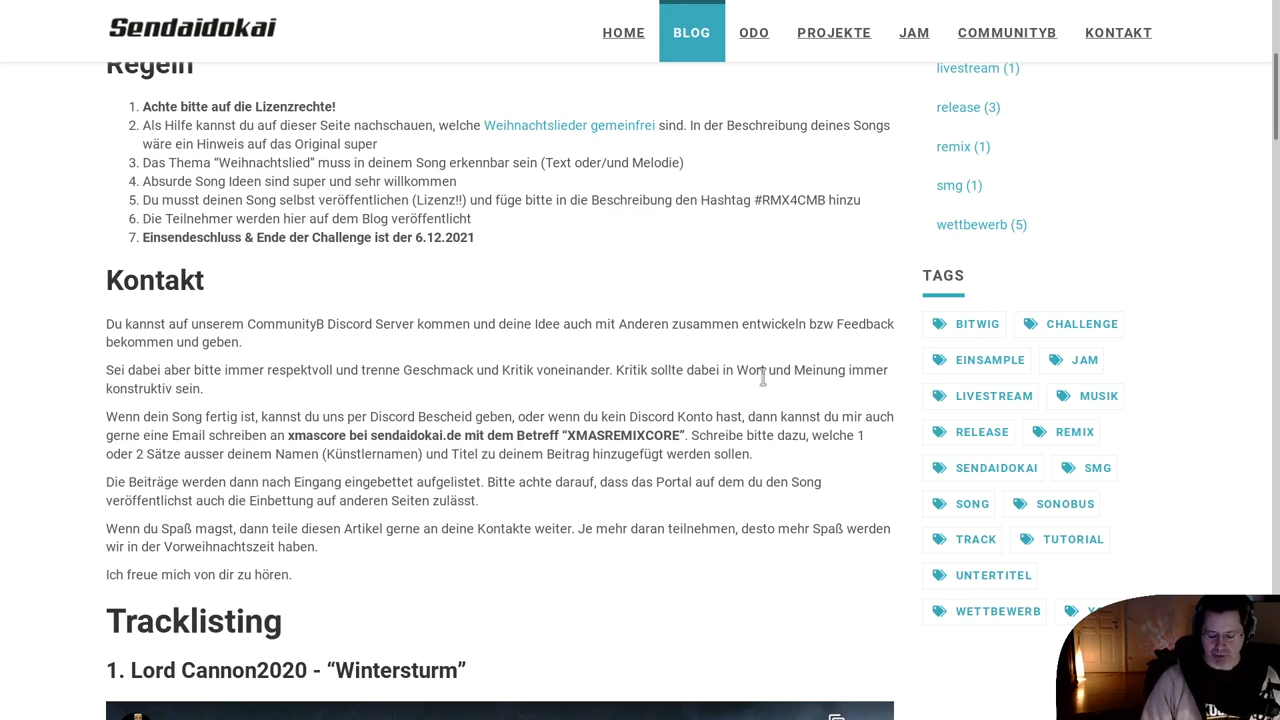 Sendaidokai
HOME BLOG ODO PROJEKTE JAM COMMUNITYB KONTAKT
Regeln
1. Achte bitte auf die Lizenzrechte!
2. Als Hilfe kannst du auf dieser Seite nachschauen, welche Weihnachtslieder gemeinfrei sind. In der Beschreibung deines Songs
wäre ein Hinweis auf das Original super
3. Das Thema “Weihnachtslied” muss in deinem Song erkennbar sein (Text oder/und Melodie)
4. Absurde Song Ideen sind super und sehr willkommen
5. Du musst deinen Song selbst veröffentlichen (Lizenz!!) und füge bitte in die Beschreibung den Hashtag #RMX4CMB hinzu
6. Die Teilnehmer werden hier auf dem Blog veröffentlicht
7. Einsendeschluss & Ende der Challenge ist der 6.12.2021
Kontakt
Du kannst auf unserem CommunityB Discord Server kommen und deine Idee auch mit Anderen zusammen entwickeln bzw Feedback
bekommen und geben.
Sei dabei aber bitte immer respektvoll und trenne Geschmack und Kritik voneinander. Kritik sollte dabei in Wort und Meinung immer
konstruktiv sein.
Wenn dein Song fertig ist, kannst du uns per Discord Bescheid geben, oder wenn du kein Discord Konto hast, dann kannst du mir auch
gerne eine Email schreiben an xmascore bei sendaidokai.de mit dem Betreff “XMASREMIXCORE”. Schreibe bitte dazu, welche 1
oder 2 Sätze ausser deinem Namen (Künstlernamen) und Titel zu deinem Beitrag hinzugefügt werden sollen.
Die Beiträge werden dann nach Eingang eingebettet aufgelistet. Bitte achte darauf, dass das Portal auf dem du den Song
veröffentlichst auch die Einbettung auf anderen Seiten zulässt.
Wenn du Spaß magst, dann teile diesen Artikel gerne an deine Kontakte weiter. Je mehr daran teilnehmen, desto mehr Spaß werden
wir in der Vorweihnachtszeit haben.
Ich freue mich von dir zu hören.
Tracklisting
1. Lord Cannon2020 - “Wintersturm”
livestream (1)
release (3)
remix (1)
smg (1)
wettbewerb (5)
TAGS
BITWIG CHALLENGE
EINSAMPLE JAM
LIVESTREAM MUSIK
RELEASE REMIX
SENDAIDOKAI SMG
SONG SONOBUS
TRACK TUTORIAL
UNTERTITEL
WETTBEWERB